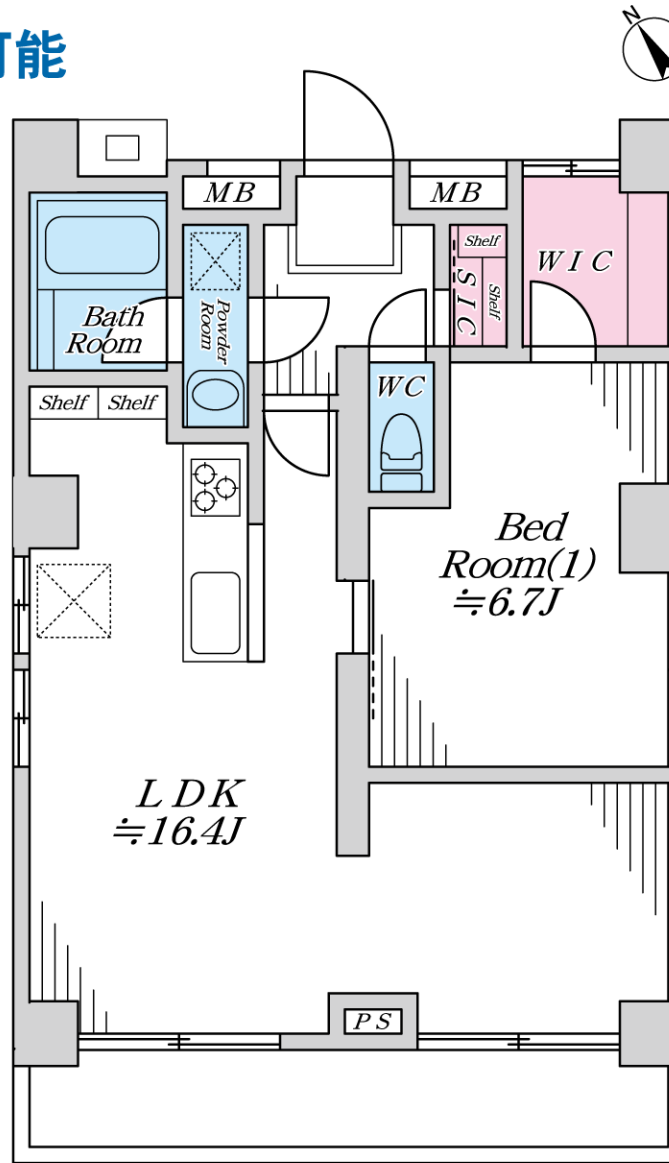 可能
N
MB
MB
Shelf
Shelf
SIC
WIC
Bath
Room
Powder
Room
Shelf
Shelf
WC
Bed
Room(1)
≒6.7J
LDK
≒16.4J
PS